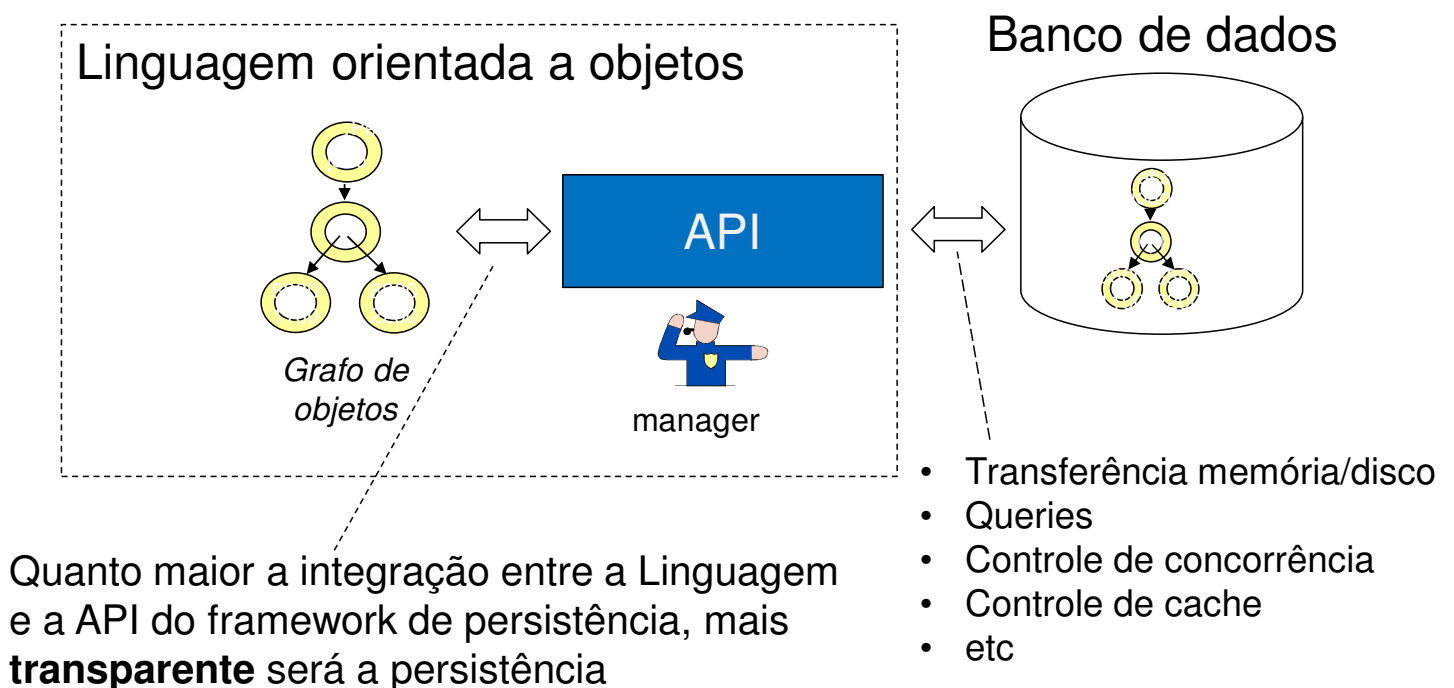 Linguagem orientada a objetos
Banco de dados
API
Grafo de
objetos
manager
Quanto maior a integração entre a Linguagem
e a API do framework de persistência, mais
transparente será a persistência
• Transferência memória/disco
• Queries
• Controle de concorrência
• Controle de cache
• etc